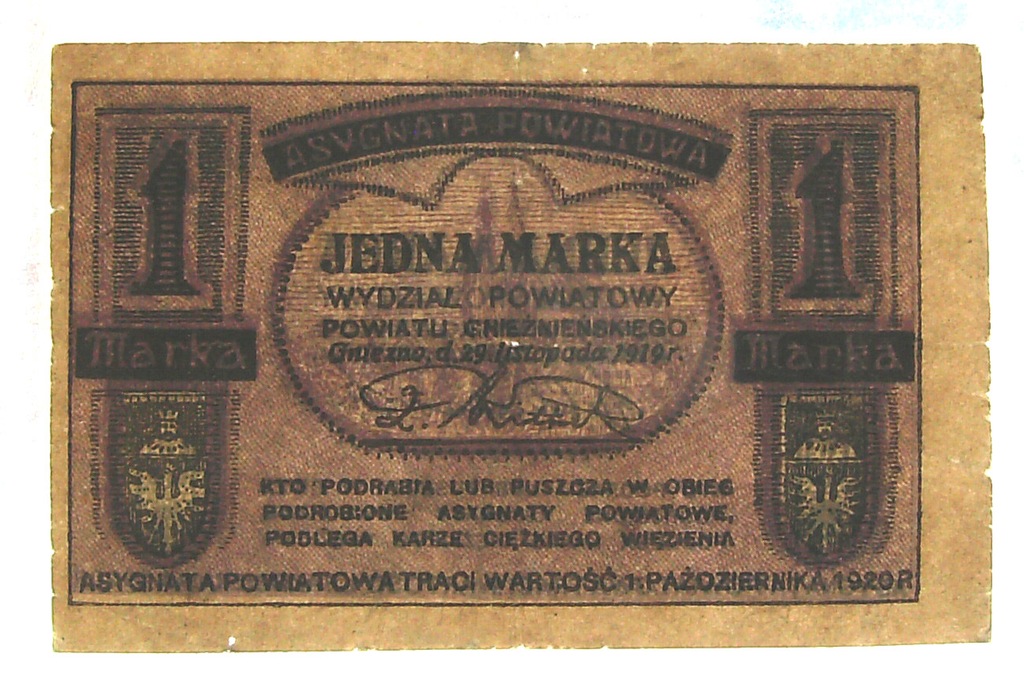 ASYGNATA POWIATOWA
1
1
JEDNA MARKA
WYDZIAŁ POWIATOWY
POWIATU GNIEŹNIEŃSKIEGO
Gniezno, d. 29. listopada 1919 r.
Marka
Marka
KTO PODRABIA LUB PUSZCZA W OBIEG
PODROBIONE ASYGNATY POWIATOWE,
PODLEGA KARZE CIĘŻKIEGO WIĘZIENIA
ASYGNATA POWIATOWA TRACI WARTOŚĆ 1. PAŹDZIERNIKA 1920 R